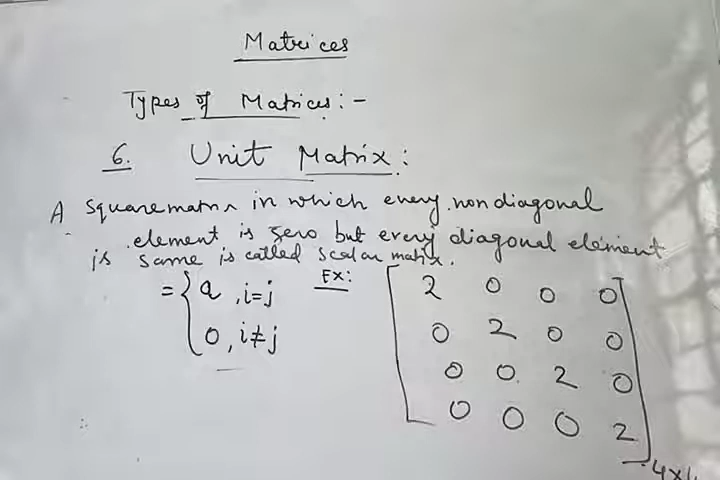 Matrices
Types of Matrices:-
6. Unit Matrix:
A square matrix in which every non diagonal
element is zero but every diagonal element
is same is called scalar matrix.
= { a , i=j
0, i≠j
Ex:
2 0 0 0
0 2 0 0
0 0 2 0
0 0 0 2
4x4